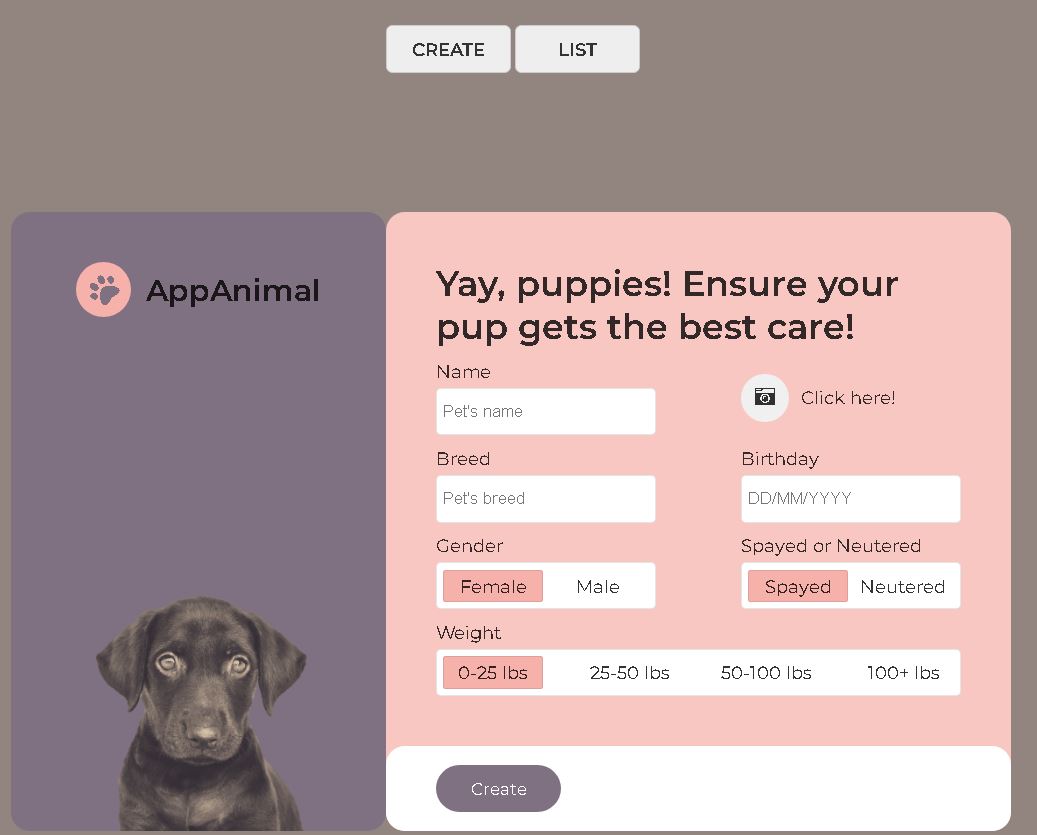 CREATE LIST
AppAnimal
Yay, puppies! Ensure your
pup gets the best care!
Name
Pet's name
Click here!
Breed Birthday
Pet's breed DD/MM/YYYY
Gender Spayed or Neutered
Female Male Spayed Neutered
Weight
0-25 lbs 25-50 lbs 50-100 lbs 100+ lbs
Create